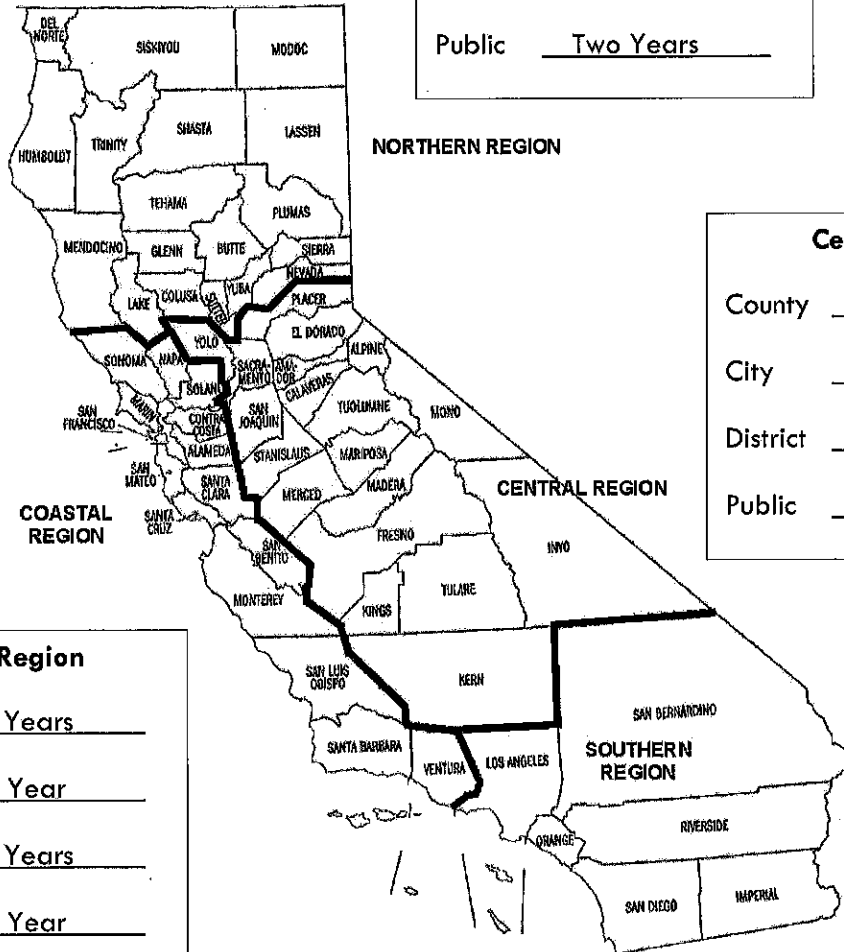 Public Two Years
DEL NORTE
SISKIYOU
MODOC
HUMBOLDT
TRINITY
SHASTA
LASSEN
NORTHERN REGION
TEHAMA
PLUMAS
MENDOCINO
GLENN
BUTTE
SIERRA
NEVADA
LAKE
COLUSA
SUTTER
YUBA
PLACER
Ce
County
City
District
Public
YOLO
EL DORADO
ALPINE
SONOMA
NAPA
SACRA-
MENTO
AMA-
DOR
SOLANO
CALAVERAS
MARIN
SAN
FRANCISCO
CONTRA
COSTA
SAN
JOAQUIN
TUOLUMNE
MONO
ALAMEDA
STANISLAUS
MARIPOSA
SAN
MATEO
SANTA
CLARA
MERCED
MADERA
CENTRAL REGION
COASTAL
REGION
SANTA
CRUZ
FRESNO
SAN
BENITO
INYO
MONTEREY
KINGS
TULARE
Region
Years
Year
Years
Year
SAN LUIS
OBISPO
KERN
SAN BERNARDINO
SANTA BARBARA
VENTURA
LOS ANGELES
SOUTHERN
REGION
ORANGE
RIVERSIDE
SAN DIEGO
IMPERIAL